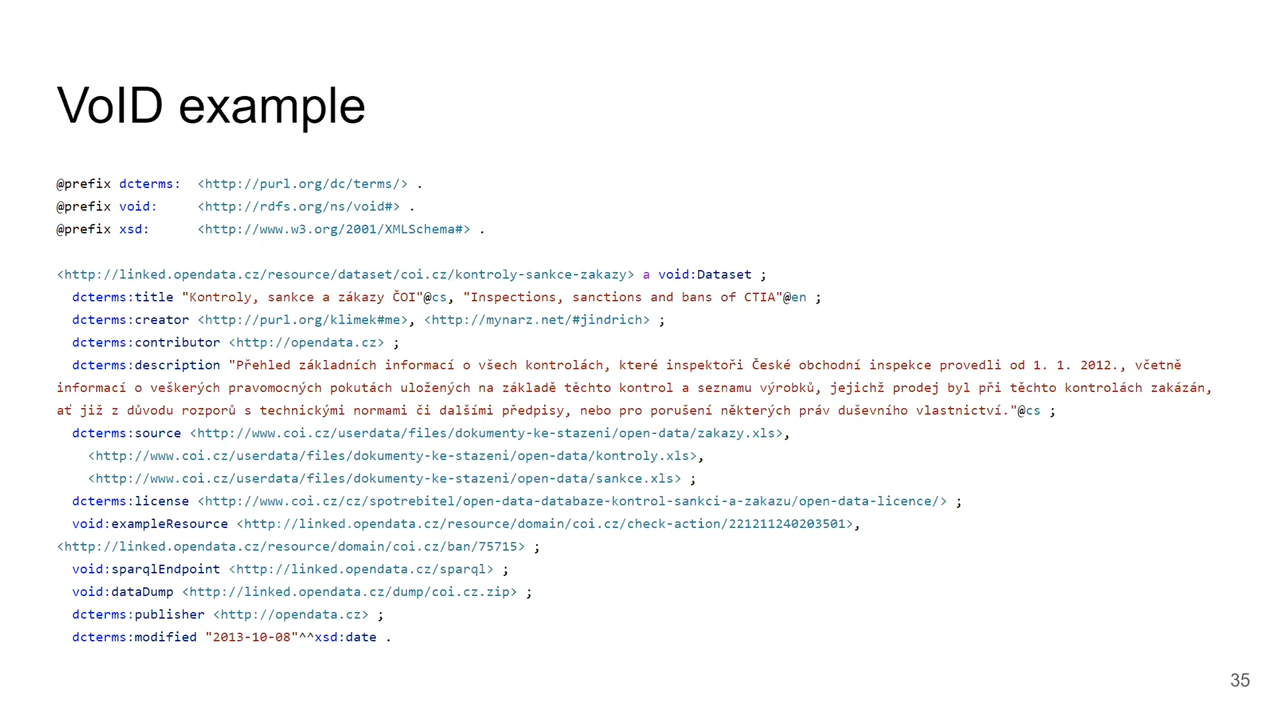 VoID example
@prefix dcterms: <http://purl.org/dc/terms/> .
@prefix void: <http://rdfs.org/ns/void#> .
@prefix xsd: <http://www.w3.org/2001/XMLSchema#> .
<http://linked.opendata.cz/resource/dataset/coi.cz/kontroly-sankce-zakazy> a void:Dataset ;
dcterms:title "Kontroly, sankce a zákazy ČOI"@cs, "Inspections, sanctions and bans of CTIA"@en ;
dcterms:creator <http://purl.org/klimek#me>, <http://mynarz.net/#jindrich> ;
dcterms:contributor <http://opendata.cz> ;
dcterms:description "Přehled základních informací o všech kontrolách, které inspektoři České obchodní inspekce provedli od 1. 1. 2012., včetně
informací o veškerých pravomocných pokutách uložených na základě těchto kontrol a seznamu výrobků, jejichž prodej byl při těchto kontrolách zakázán,
ať již z důvodu rozporů s technickými normami či dalšími předpisy, nebo pro porušení některých práv duševního vlastnictví."@cs ;
dcterms:source <http://www.coi.cz/userdata/files/dokumenty-ke-stazeni/open-data/zakazy.xls>,
<http://www.coi.cz/userdata/files/dokumenty-ke-stazeni/open-data/kontroly.xls>,
<http://www.coi.cz/userdata/files/dokumenty-ke-stazeni/open-data/sankce.xls> ;
dcterms:license <http://www.coi.cz/cz/spotrebitel/open-data-databaze-kontrol-sankci-a-zakazu/open-data-licence/> ;
void:exampleResource <http://linked.opendata.cz/resource/domain/coi.cz/check-action/221211240203501>,
<http://linked.opendata.cz/resource/domain/coi.cz/ban/75715> ;
void:sparqlEndpoint <http://linked.opendata.cz/sparql> ;
void:dataDump <http://linked.opendata.cz/dump/coi.cz.zip> ;
dcterms:publisher <http://opendata.cz> ;
dcterms:modified "2013-10-08"^^xsd:date .
35